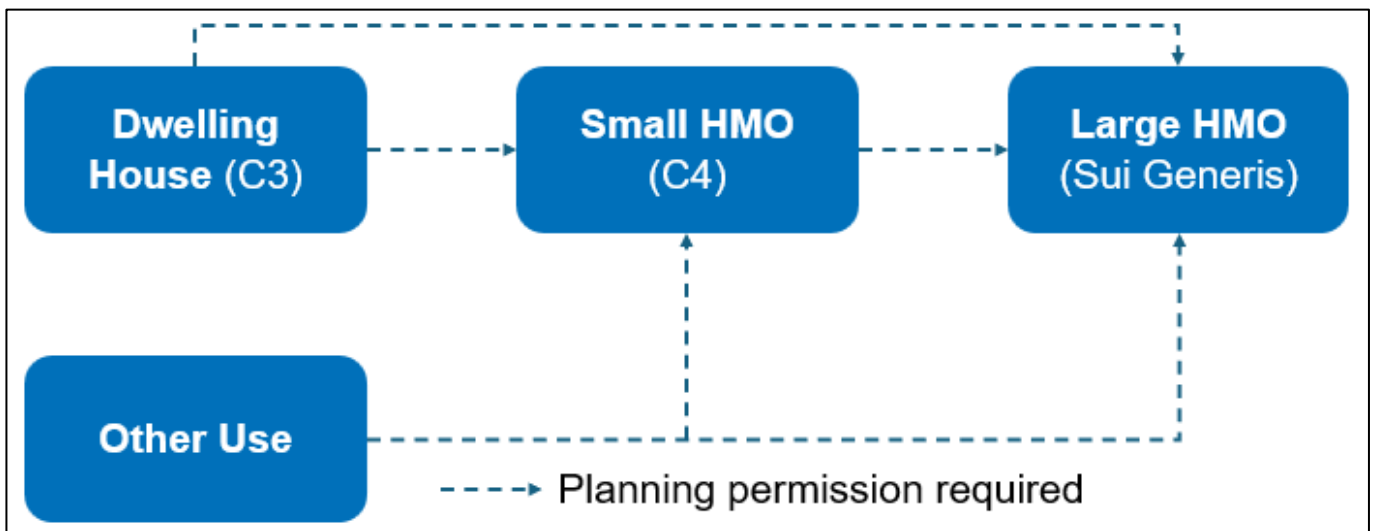 Dwelling
House (C3)
Small HMO
(C4)
Large HMO
(Sui Generis)
Other Use
Planning permission required